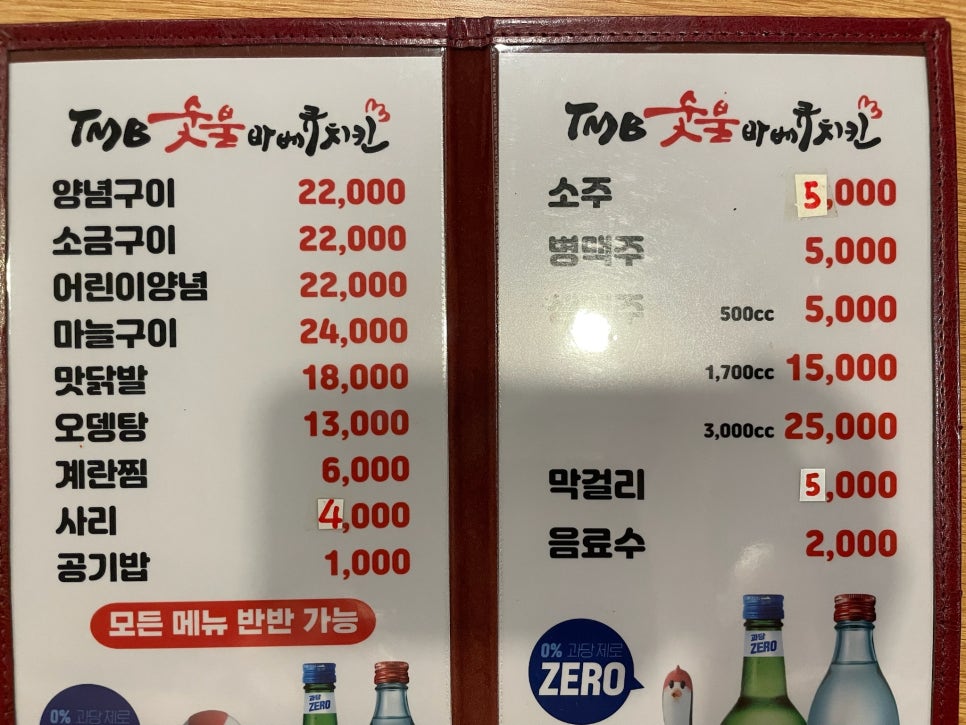 TMB 숯불 바베큐치킨
양념구이 22,000
소금구이 22,000
어린이양념 22,000
마늘구이 24,000
맛닭발 18,000
오뎅탕 13,000
계란찜 6,000
사리 4,000
공기밥 1,000
모든 메뉴 반반 가능
0% 과당제로
과당
ZERO
TMB 숯불 바베큐치킨
소주 5,000
병맥주 5,000
500cc 5,000
1,700cc 15,000
3,000cc 25,000
막걸리 5,000
음료수 2,000
0% 과당제로
ZERO
과당
ZERO